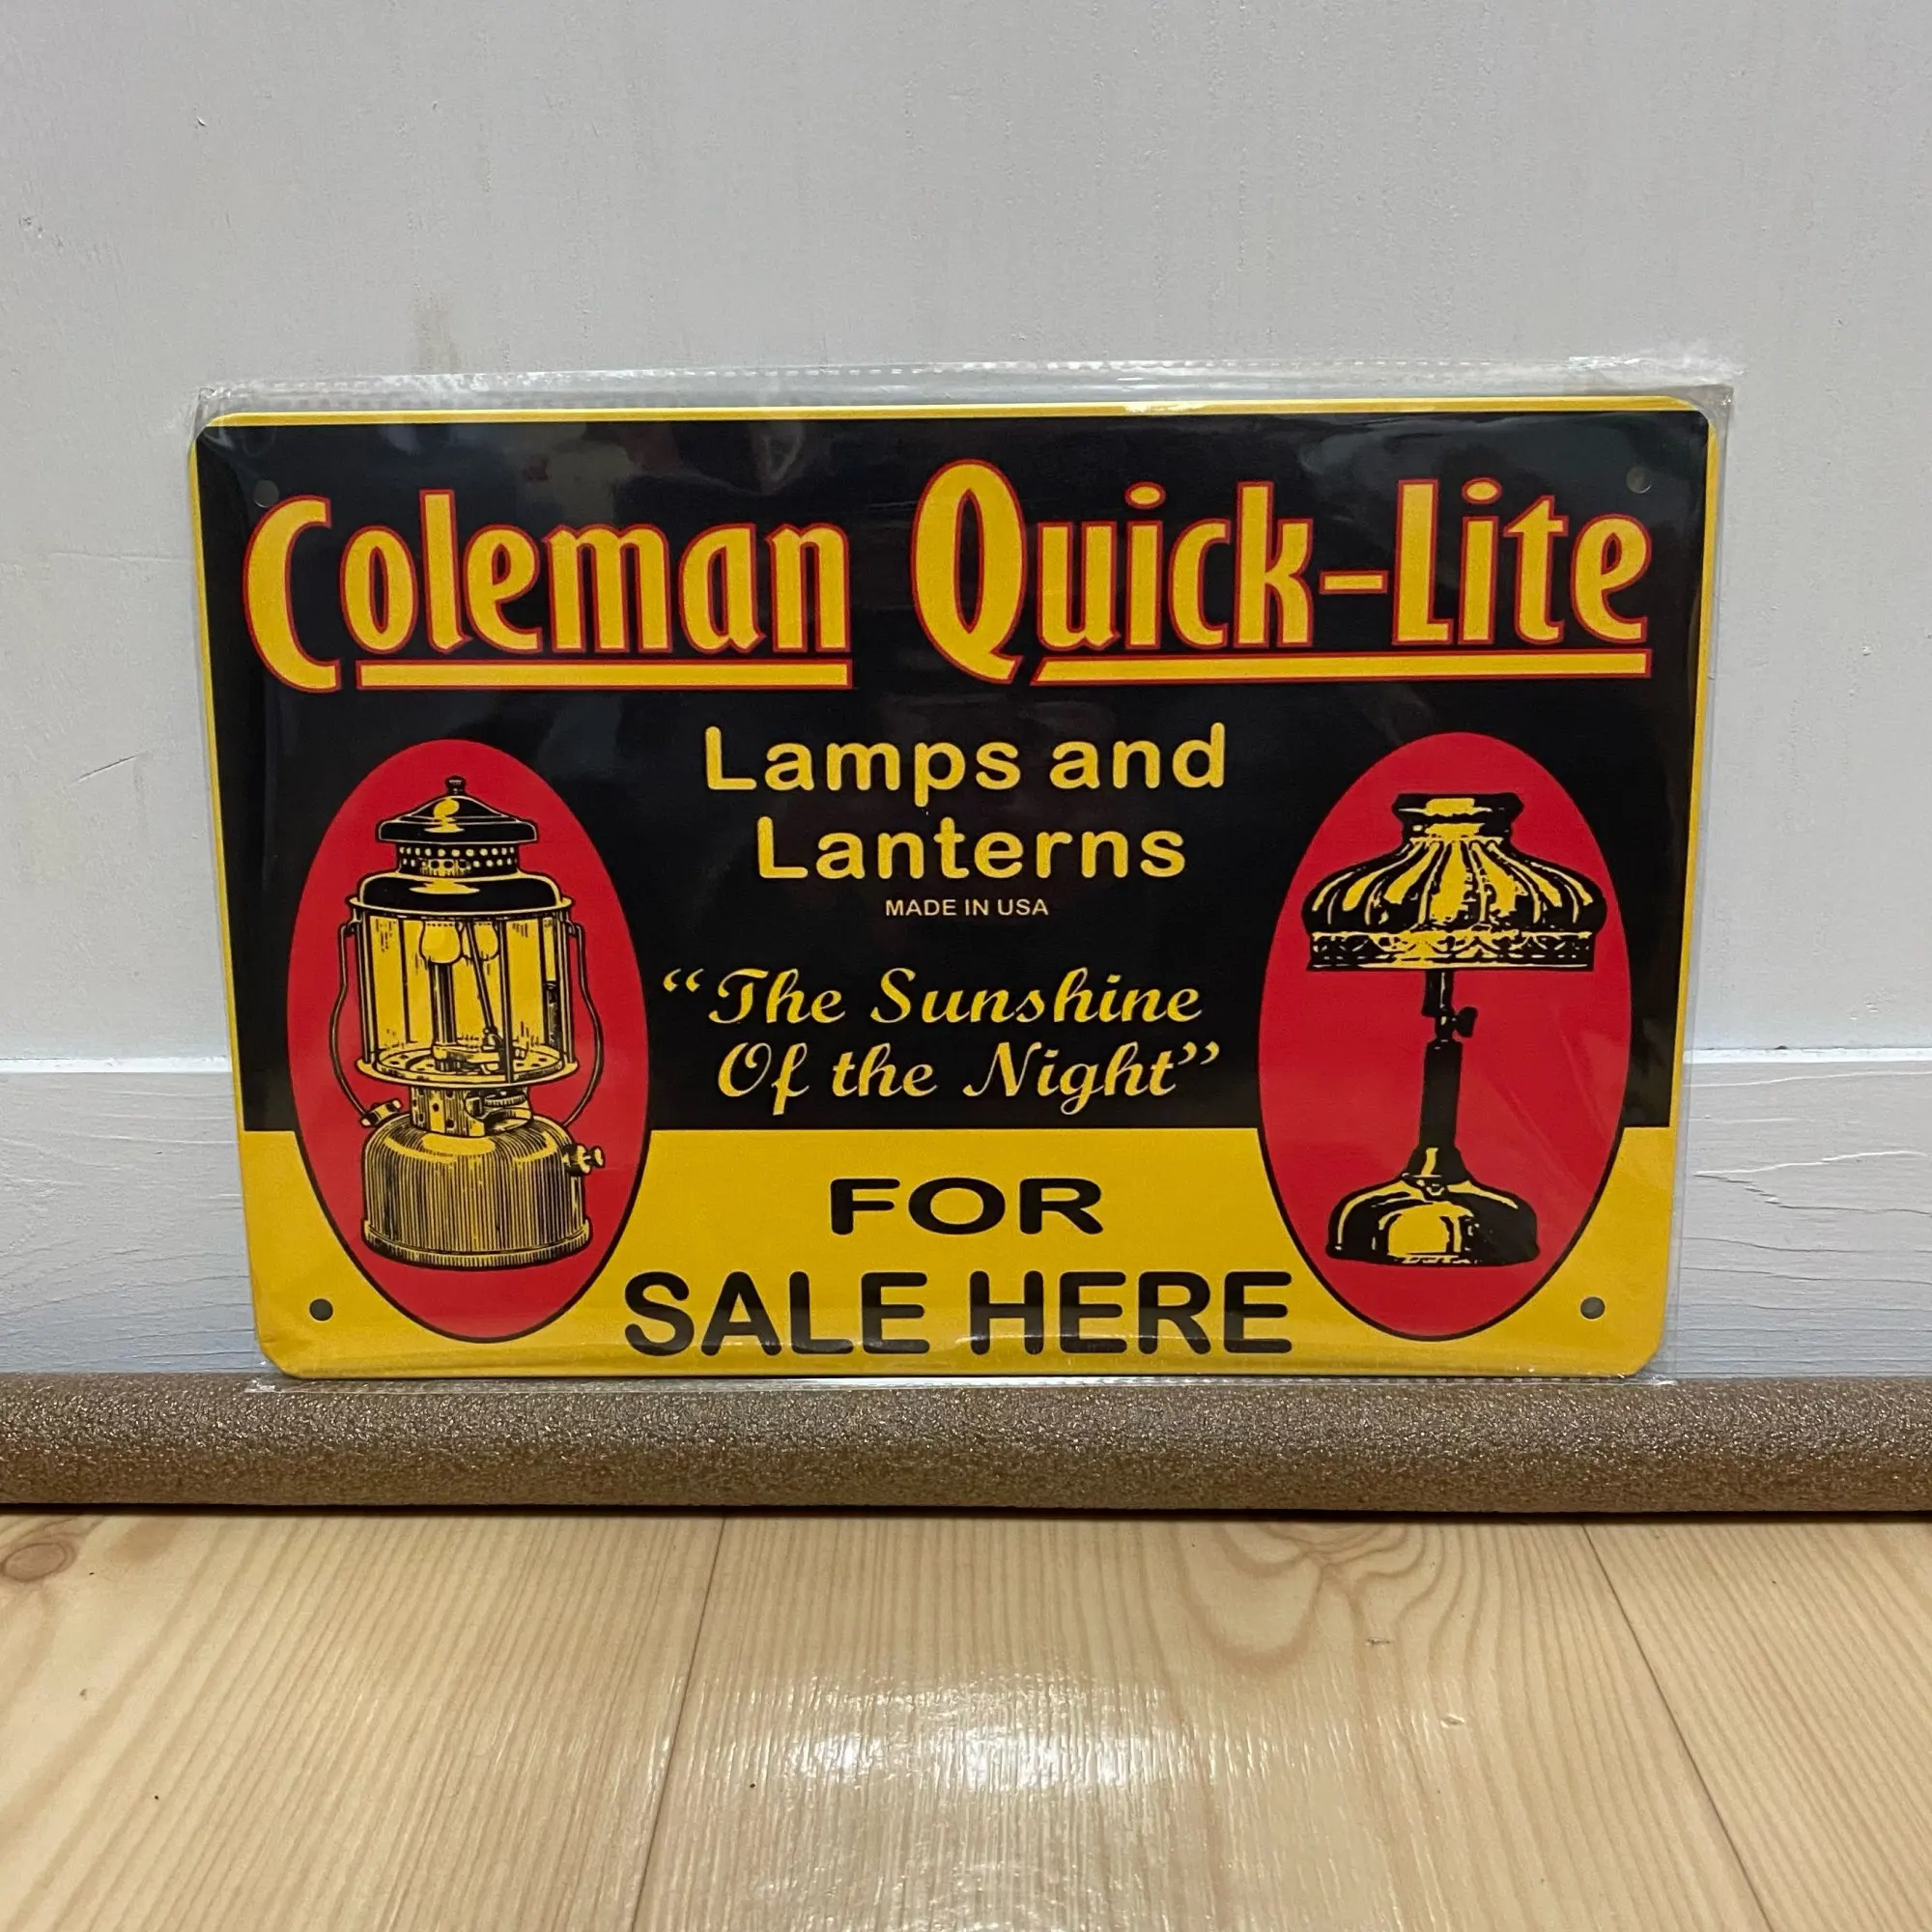 Coleman Quick-Lite
Lamps and
Lanterns
MADE IN USA
“The Sunshine
Of the Night”
FOR
SALE HERE